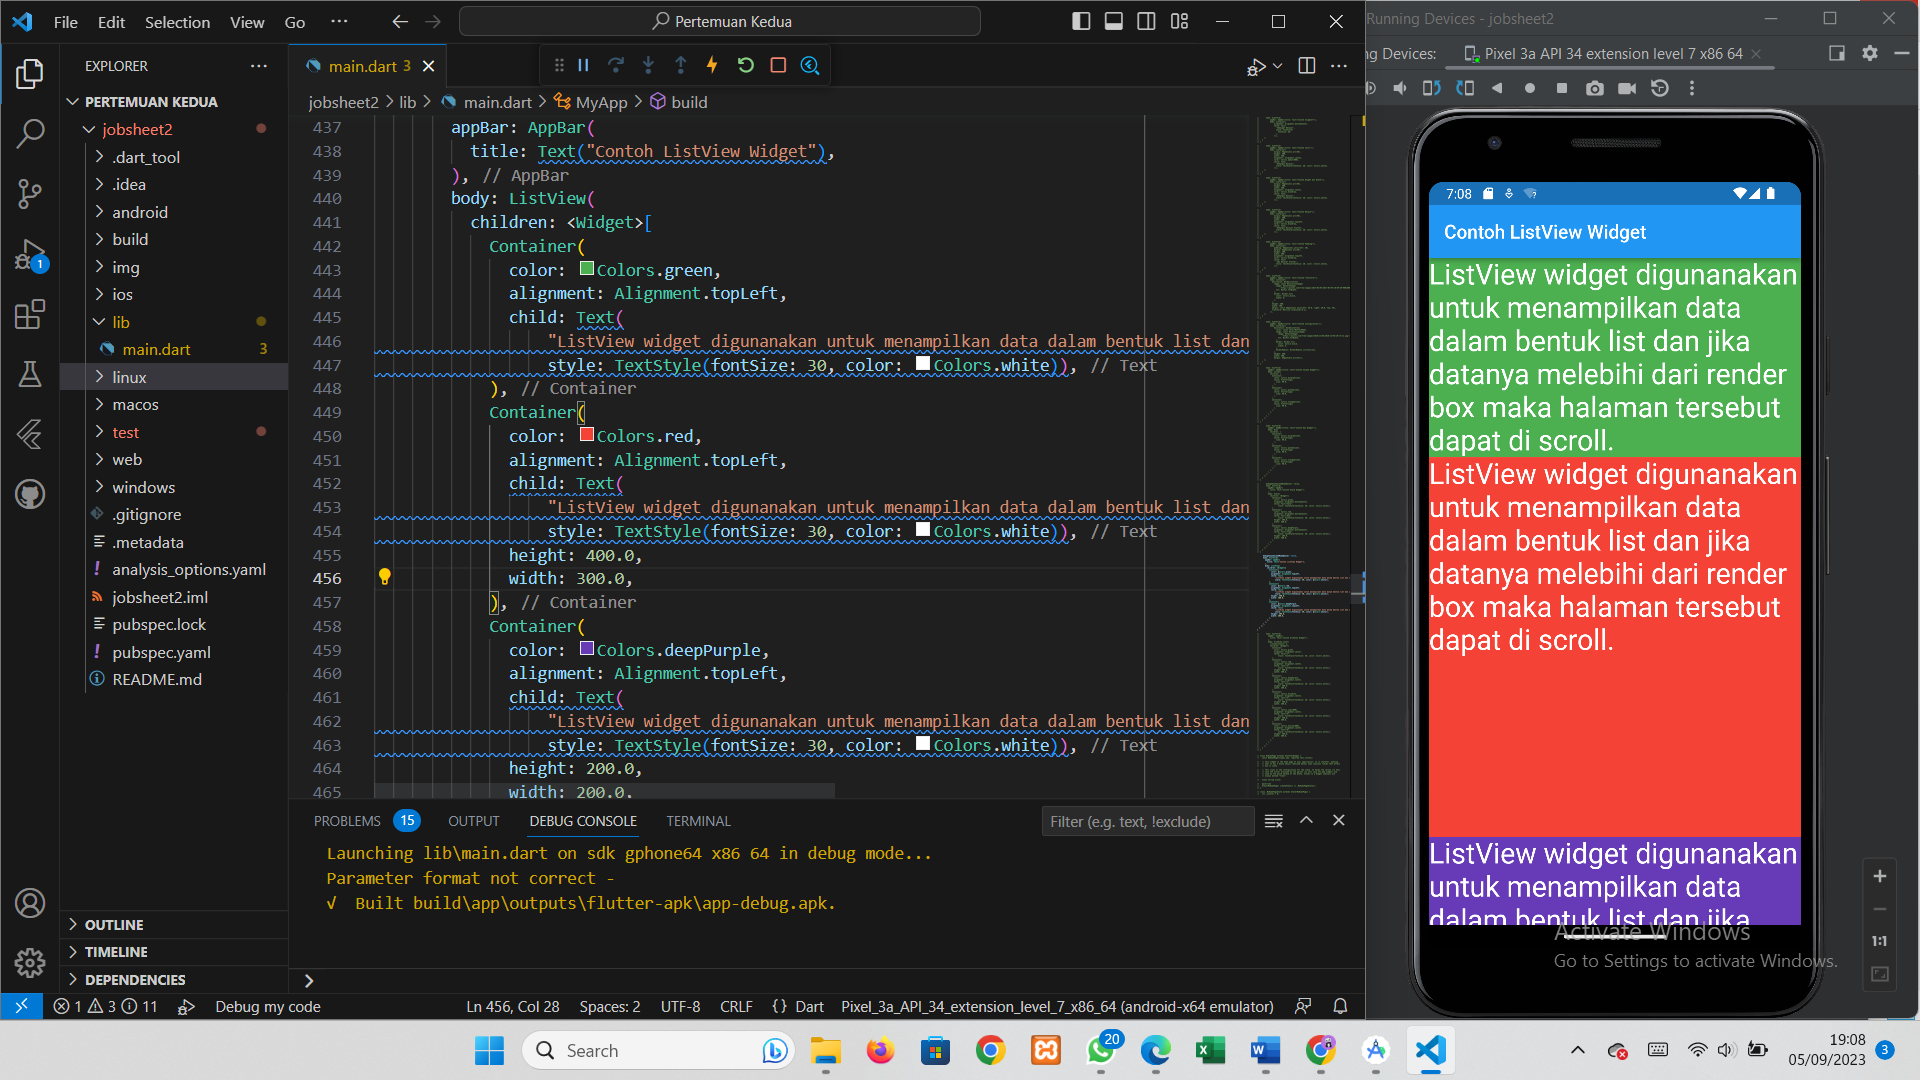 File Edit Selection View Go ··· Pertemuan Kedua
EXPLORER
PERTEMUAN KEDUA
jobsheet2
.dart_tool
.idea
android
build
img
ios
lib
main.dart 3
linux
macos
test
web
windows
.gitignore
.metadata
analysis_options.yaml
jobsheet2.iml
pubspec.lock
pubspec.yaml
README.md
OUTLINE
TIMELINE
DEPENDENCIES
1
main.dart 3
jobsheet2 > lib > main.dart > MyApp > build
437 appBar: AppBar(
438 title: Text("Contoh ListView Widget"),
439 ), // AppBar
440 body: ListView(
441 children: <Widget>[
442 Container(
443 color: Colors.green,
444 alignment: Alignment.topLeft,
445 child: Text(
446 "ListView widget digunanakan untuk menampilkan data dalam bentuk list dan
447 style: TextStyle(fontSize: 30, color: Colors.white)), // Text
448 ), // Container
449 Container(
450 color: Colors.red,
451 alignment: Alignment.topLeft,
452 child: Text(
453 "ListView widget digunanakan untuk menampilkan data dalam bentuk list dan
454 style: TextStyle(fontSize: 30, color: Colors.white)), // Text
455 height: 400.0,
456 width: 300.0,
457 ), // Container
458 Container(
459 color: Colors.deepPurple,
460 alignment: Alignment.topLeft,
461 child: Text(
462 "ListView widget digunanakan untuk menampilkan data dalam bentuk list dan
463 style: TextStyle(fontSize: 30, color: Colors.white)), // Text
464 height: 200.0,
465 width: 200.0,
PROBLEMS 15 OUTPUT DEBUG CONSOLE TERMINAL Filter (e.g. text, !exclude)
Launching lib\main.dart on sdk gphone64 x86 64 in debug mode...
Parameter format not correct -
√ Built build\app\outputs\flutter-apk\app-debug.apk.
1 3 11 Debug my code Ln 456, Col 28 Spaces: 2 UTF-8 CRLF {} Dart Pixel_3a_API_34_extension_level_7_x86_64 (android-x64 emulator)
Running Devices - jobsheet2
ng Devices: Pixel 3a API 34 extension level 7 x86 64
7:08
Contoh ListView Widget
ListView widget digunanakan
untuk menampilkan data
dalam bentuk list dan jika
datanya melebihi dari render
box maka halaman tersebut
dapat di scroll.
ListView widget digunanakan
untuk menampilkan data
dalam bentuk list dan jika
datanya melebihi dari render
box maka halaman tersebut
dapat di scroll.
ListView widget digunanakan
untuk menampilkan data
dalam bentuk list dan jika
1:1
Activate Windows
Go to Settings to activate Windows.
Search
20
19:08
05/09/2023
3